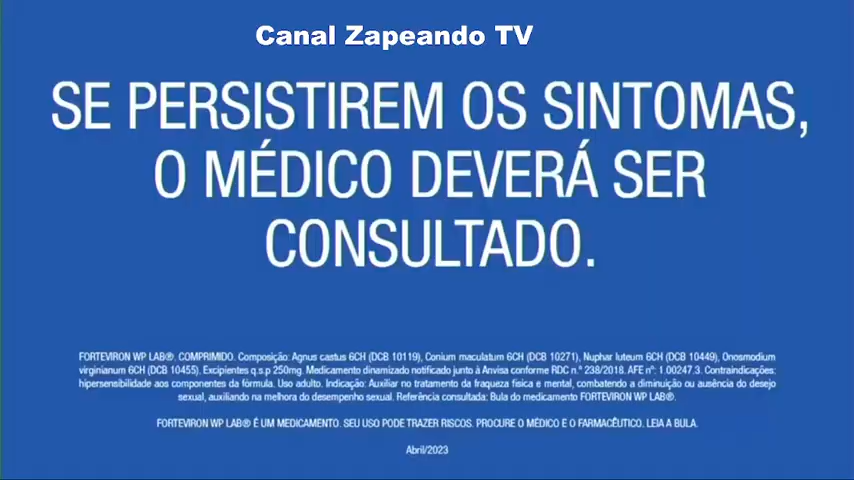 Canal Zapeando TV
SE PERSISTIREM OS SINTOMAS,
O MÉDICO DEVERÁ SER
CONSULTADO.
FORTEVIRON WP LAB®. COMPRIMIDO. Composição: Agnus castus 6CH (DCB 10119), Conium maculatum 6CH (DCB 10271), Nuphar luteum 6CH (DCB 10449), Onosmodium
virginianum 6CH (DCB 10455). Excipientes q.s.p 250mg. Medicamento dinamizado notificado junto à Anvisa conforme RDC n.° 238/2018. AFE nº: 1.00247.3. Contraindicações:
hipersensibilidade aos componentes da fórmula. Uso adulto. Indicação: Auxiliar no tratamento da fraqueza física e mental, combatendo a diminuição ou ausência do desejo
sexual, auxiliando na melhora do desempenho sexual. Referência consultada: Bula do medicamento FORTEVIRON WP LAB®.
FORTEVIRON WP LAB® É UM MEDICAMENTO. SEU USO PODE TRAZER RISCOS. PROCURE O MÉDICO E O FARMACÊUTICO. LEIA A BULA.
Abril/2023